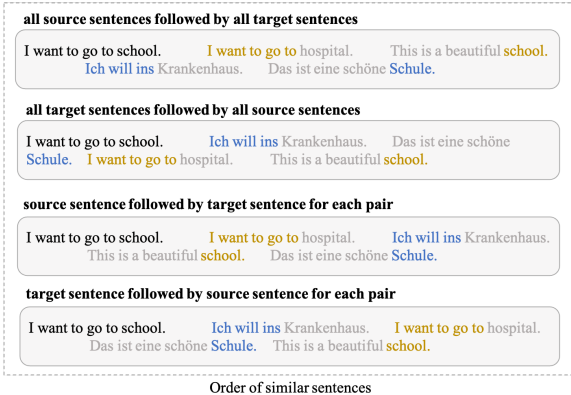 all source sentences followed by all target sentences
I want to go to school. I want to go to hospital. This is a beautiful school.
Ich will ins Krankenhaus. Das ist eine schöne Schule.
all target sentences followed by all source sentences
I want to go to school. Ich will ins Krankenhaus. Das ist eine schöne
Schule. I want to go to hospital. This is a beautiful school.
source sentence followed by target sentence for each pair
I want to go to school. I want to go to hospital. Ich will ins Krankenhaus.
This is a beautiful school. Das ist eine schöne Schule.
target sentence followed by source sentence for each pair
I want to go to school. Ich will ins Krankenhaus. I want to go to hospital.
Das ist eine schöne Schule. This is a beautiful school.
Order of similar sentences